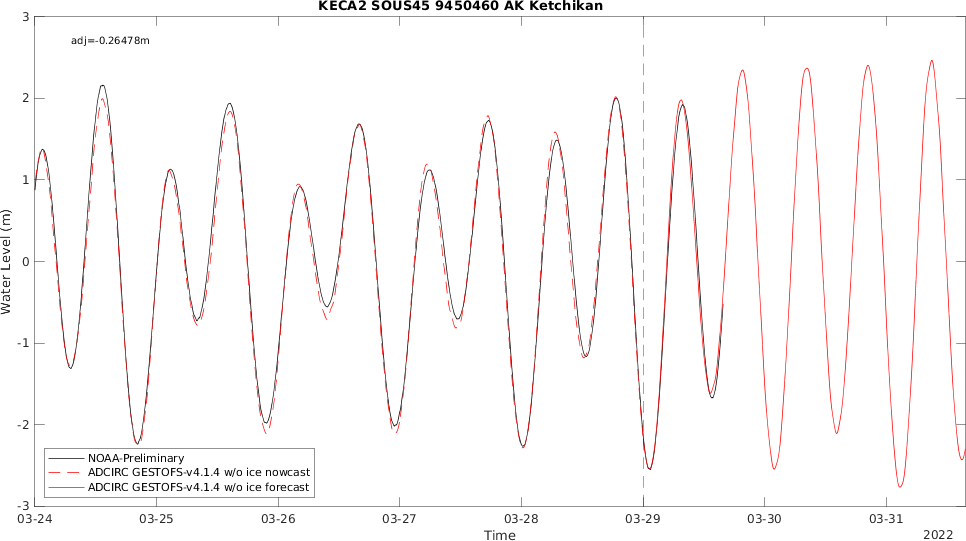 KECA2 SOUS45 9450460 AK Ketchikan
adj=-0.26478m
3
2
1
0
-1
-2
-3
Water Level (m)
NOAA-Preliminary
ADCIRC GESTOFS-v4.1.4 w/o ice nowcast
ADCIRC GESTOFS-v4.1.4 w/o ice forecast
03-24 03-25 03-26 03-27 03-28 03-29 03-30 03-31
Time
2022